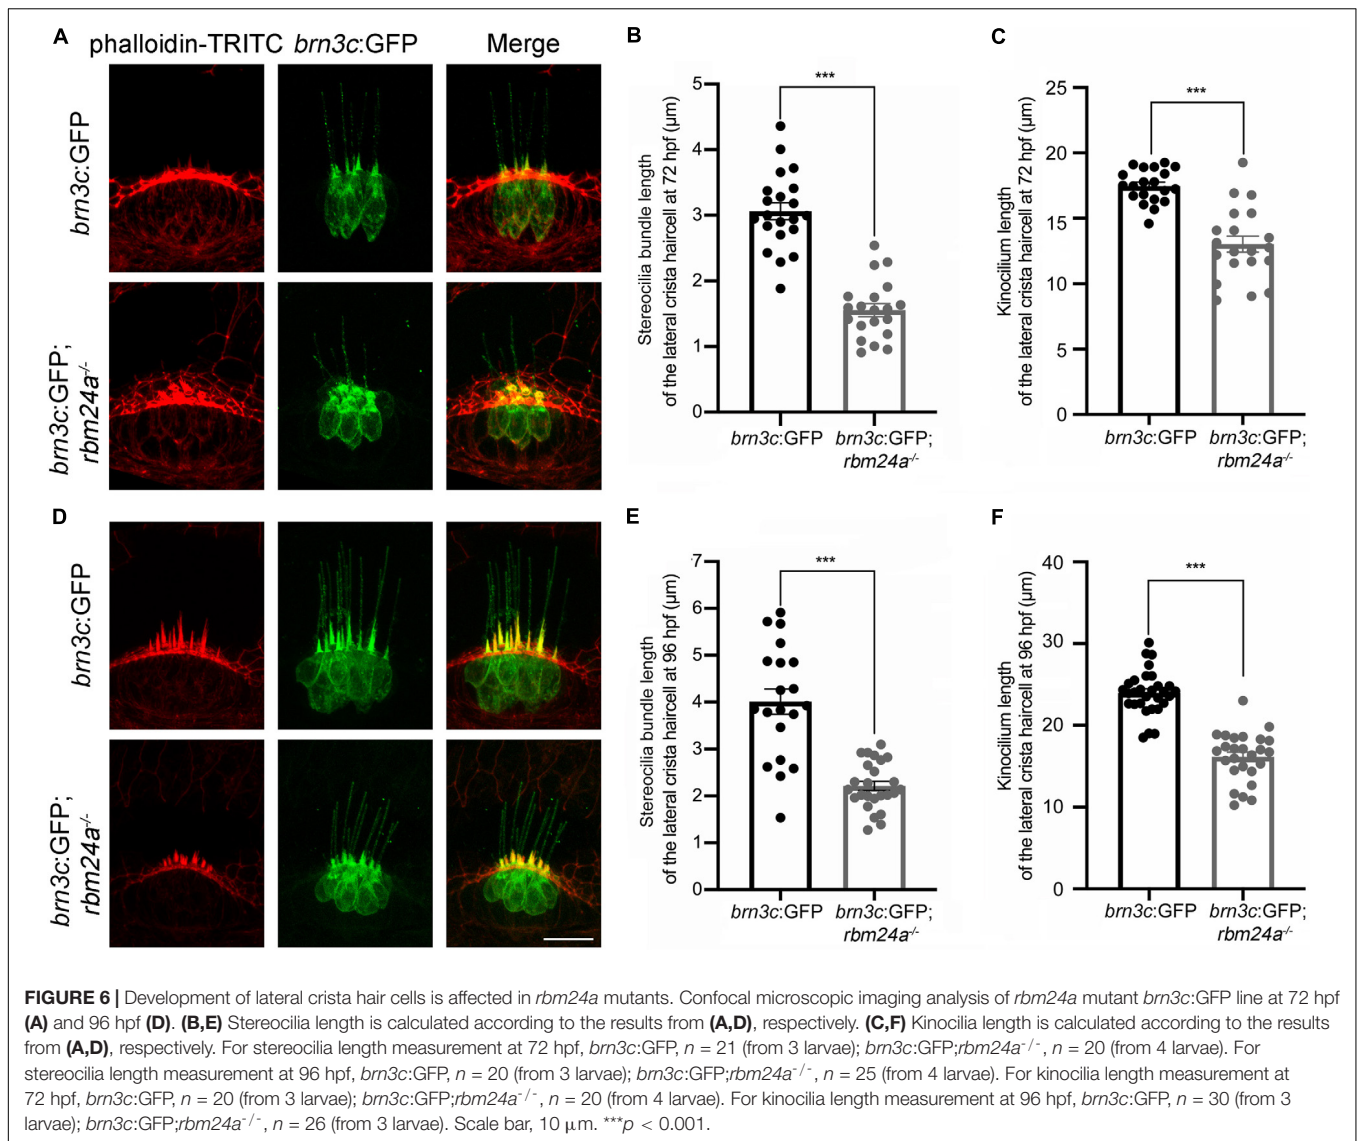 A phalloidin-TRITC brn3c:GFP Merge
brn3c:GFP
brn3c:GFP;
rbm24a-/-
B
Stereocilia bundle length
of the lateral crista haircell at 72 hpf (μm)
5
4
3
2
1
0
***
brn3c:GFP
brn3c:GFP;
rbm24a-/-
C
Kinocilium length
of the lateral crista haircell at 72 hpf (μm)
25
20
15
10
5
0
***
brn3c:GFP
brn3c:GFP;
rbm24a-/-
D
brn3c:GFP
brn3c:GFP;
rbm24a-/-
E
Stereocilia bundle length
of the lateral crista haircell at 96 hpf (μm)
7
6
5
4
3
2
1
0
***
brn3c:GFP
brn3c:GFP;
rbm24a-/-
F
Kinocilium length
of the lateral crista haircell at 96 hpf (μm)
40
30
20
10
0
***
brn3c:GFP
brn3c:GFP;
rbm24a-/-
FIGURE 6 | Development of lateral crista hair cells is affected in rbm24a mutants. Confocal microscopic imaging analysis of rbm24a mutant brn3c:GFP line at 72 hpf
(A) and 96 hpf (D). (B,E) Stereocilia length is calculated according to the results from (A,D), respectively. (C,F) Kinocilia length is calculated according to the results
from (A,D), respectively. For stereocilia length measurement at 72 hpf, brn3c:GFP, n = 21 (from 3 larvae); brn3c:GFP;rbm24a-/-, n = 20 (from 4 larvae). For
stereocilia length measurement at 96 hpf, brn3c:GFP, n = 20 (from 3 larvae); brn3c:GFP;rbm24a-/-, n = 25 (from 4 larvae). For kinocilia length measurement at
72 hpf, brn3c:GFP, n = 20 (from 3 larvae); brn3c:GFP;rbm24a-/-, n = 20 (from 4 larvae). For kinocilia length measurement at 96 hpf, brn3c:GFP, n = 30 (from 3
larvae); brn3c:GFP;rbm24a-/-, n = 26 (from 3 larvae). Scale bar, 10 μm. ***p < 0.001.